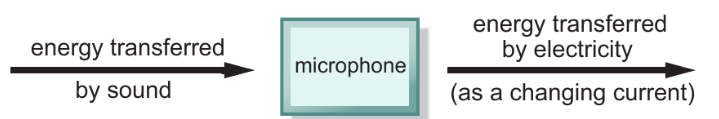 energy transferred
by sound
microphone
energy transferred
by electricity
(as a changing current)